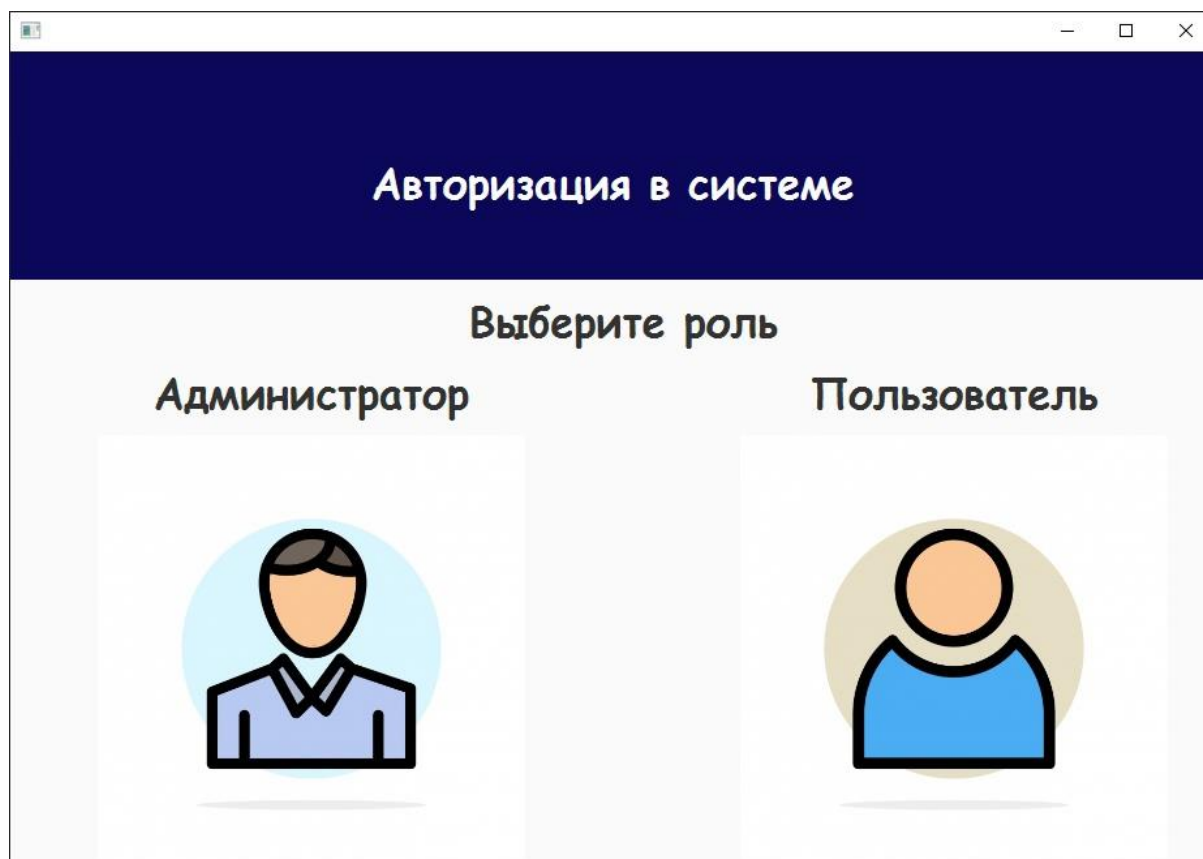 Авторизация в системе
Выберите роль
Администратор
Пользователь